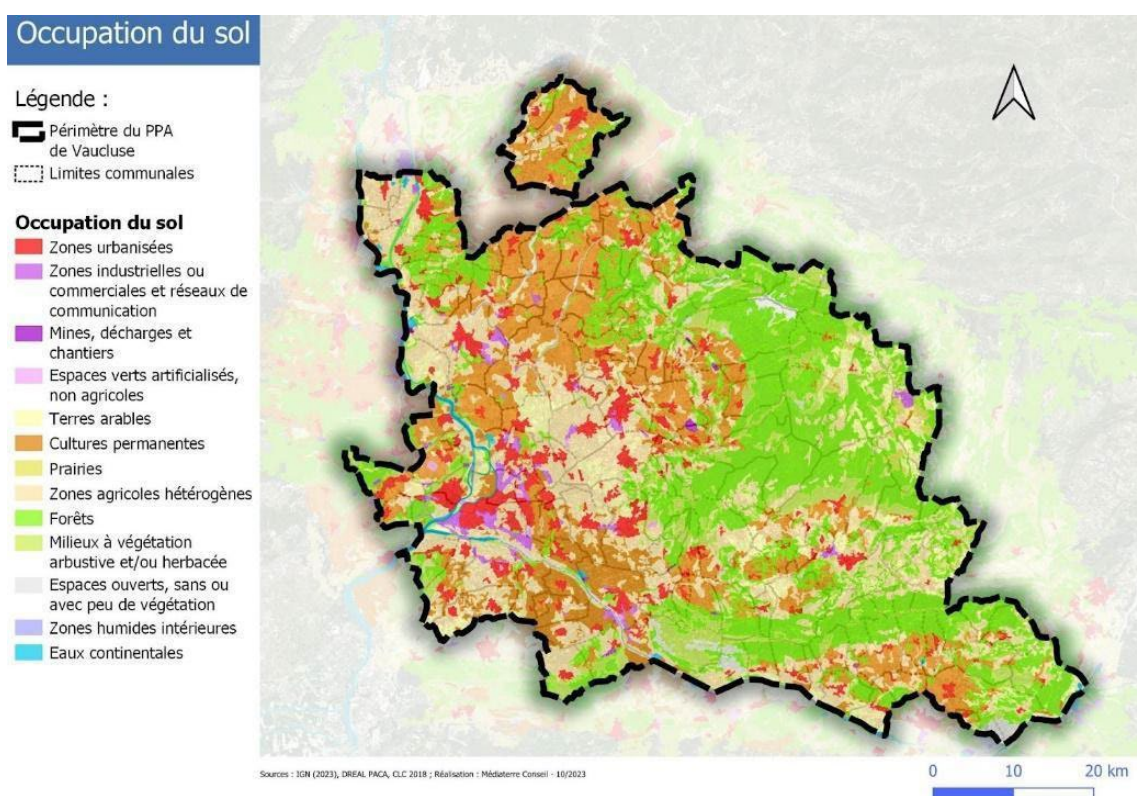 Occupation du sol
Légende :
Périmètre du PPA
de Vaucluse
Limites communales
Occupation du sol
Zones urbanisées
Zones industrielles ou
commerciales et réseaux de
communication
Mines, décharges et
chantiers
Espaces verts artificialisés,
non agricoles
Terres arables
Cultures permanentes
Prairies
Zones agricoles hétérogènes
Forêts
Milieux à végétation
arbustive et/ou herbacée
Espaces ouverts, sans ou
avec peu de végétation
Zones humides intérieures
Eaux continentales
Sources : IGN (2023), DREAL PACA, CLC 2018 ; Réalisation : Médiaterre Conseil - 10/2023
0 10 20 km